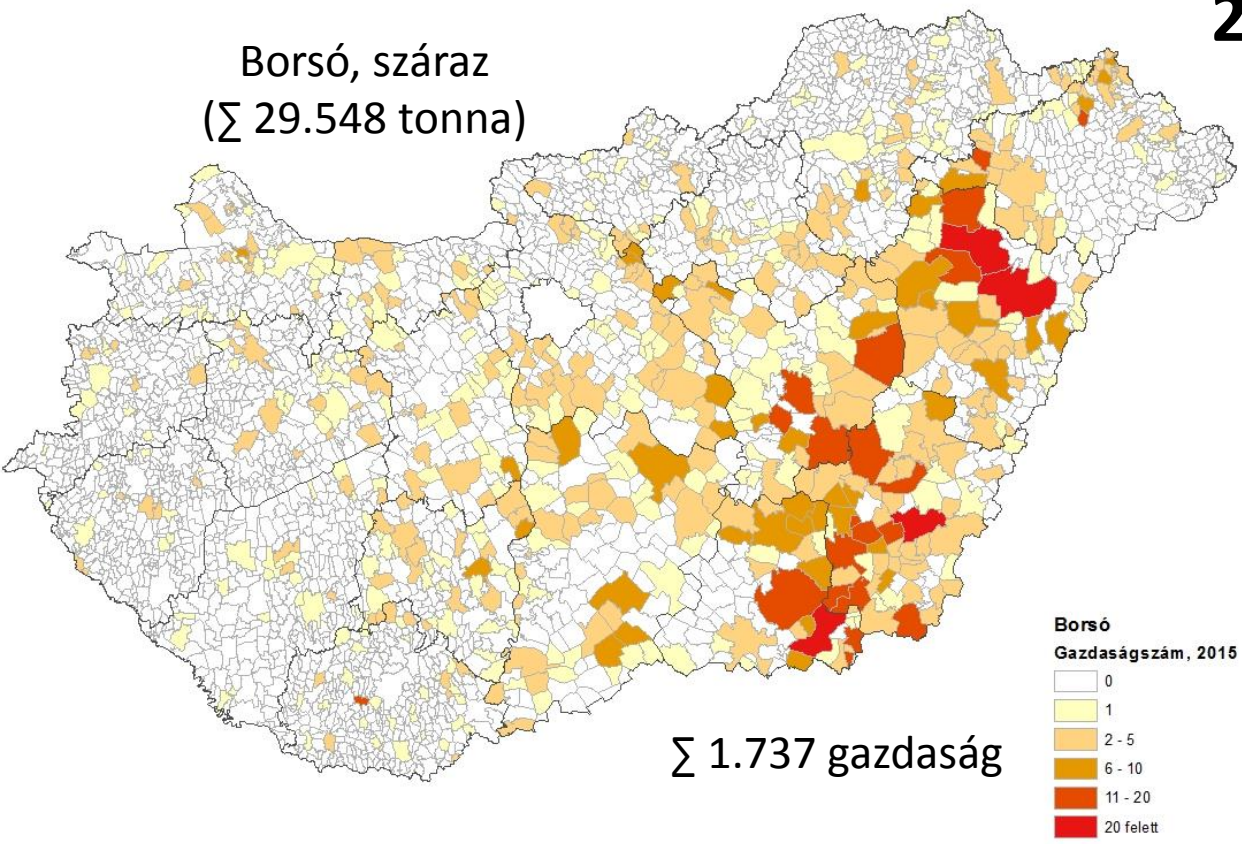 2
Borsó, száraz
(∑ 29.548 tonna)
∑ 1.737 gazdaság
Borsó
Gazdaságszám, 2015
0
1
2 - 5
6 - 10
11 - 20
20 felett